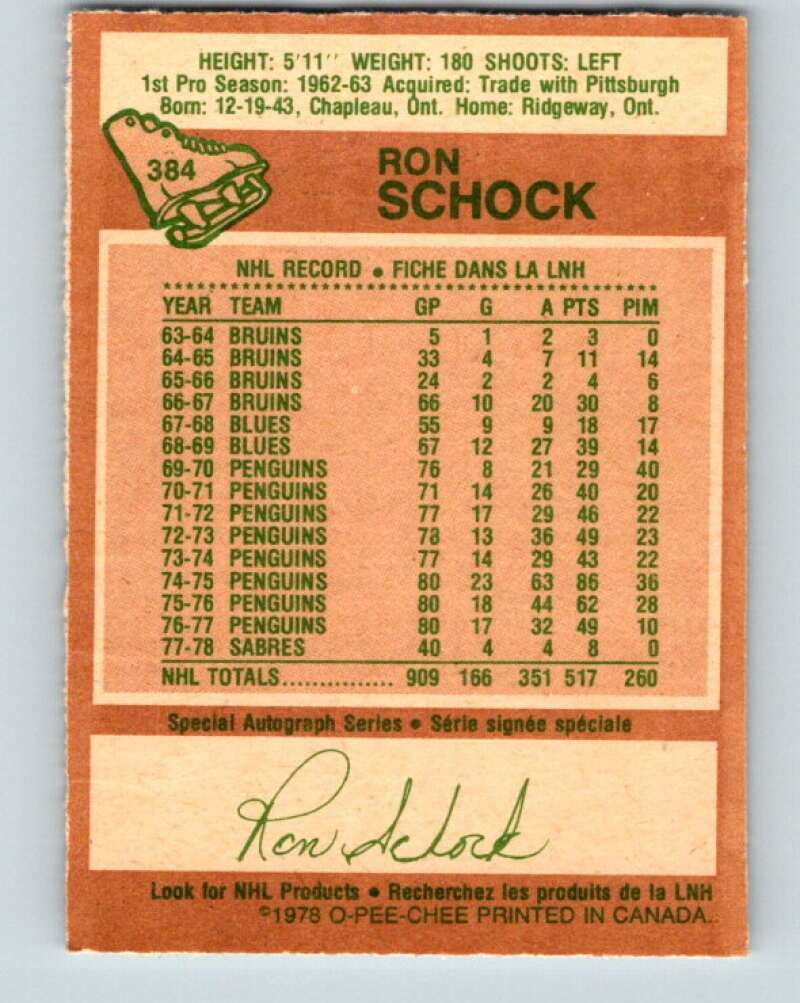 HEIGHT: 5'11" WEIGHT: 180 SHOOTS: LEFT
1st Pro Season: 1962-63 Acquired: Trade with Pittsburgh
Born: 12-19-43, Chapleau, Ont. Home: Ridgeway, Ont.
384
RON
SCHOCK
NHL RECORD • FICHE DANS LA LNH
YEAR TEAM GP G A PTS PIM
63-64 BRUINS 5 1 2 3 0
64-65 BRUINS 33 4 7 11 14
65-66 BRUINS 24 2 2 4 6
66-67 BRUINS 66 10 20 30 8
67-68 BLUES 55 9 9 18 17
68-69 BLUES 67 12 27 39 14
69-70 PENGUINS 76 8 21 29 40
70-71 PENGUINS 71 14 26 40 20
71-72 PENGUINS 77 17 29 46 22
72-73 PENGUINS 78 13 36 49 23
73-74 PENGUINS 77 14 29 43 22
74-75 PENGUINS 80 23 63 86 36
75-76 PENGUINS 80 18 44 62 28
76-77 PENGUINS 80 17 32 49 10
77-78 SABRES 40 4 4 8 0
NHL TOTALS............... 909 166 351 517 260
Special Autograph Series • Série signée spéciale
Ron Schock
Look for NHL Products • Recherchez les produits de la LNH
©1978 O-PEE-CHEE PRINTED IN CANADA.